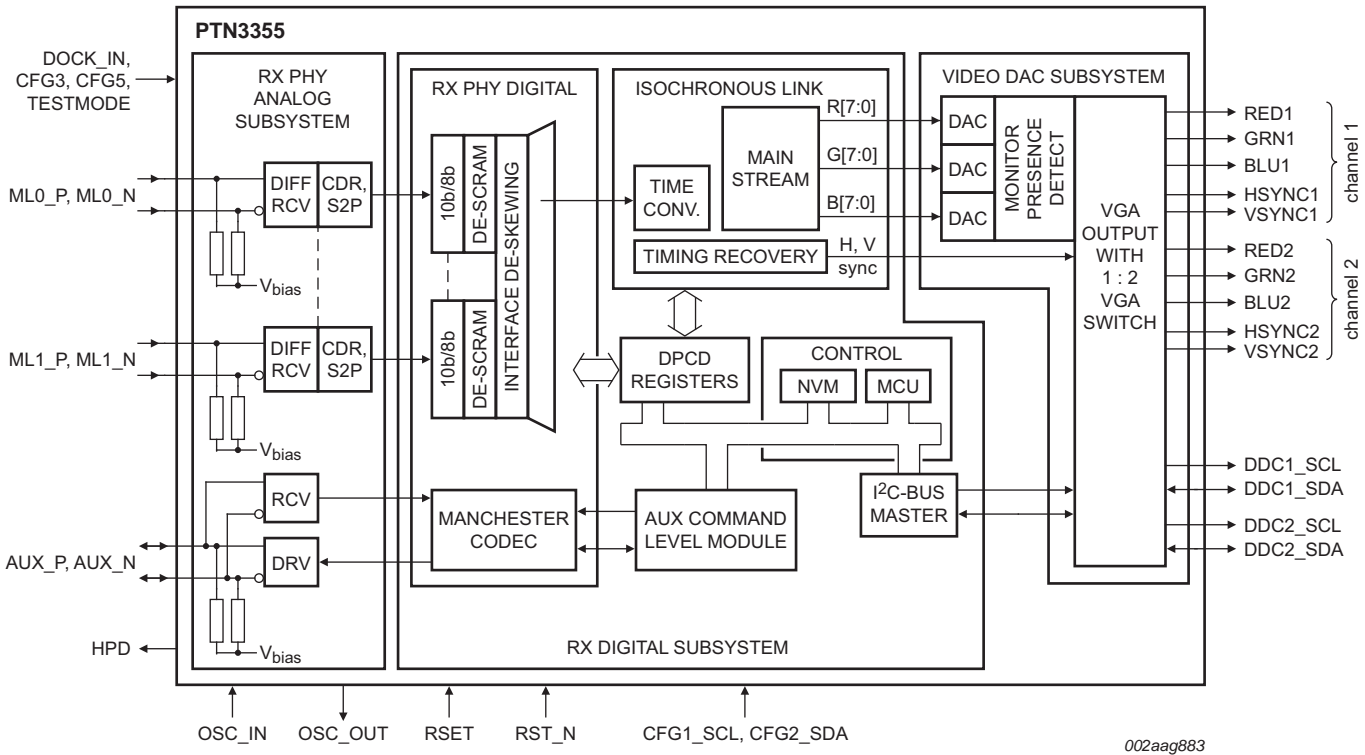 PTN3355
DOCK_IN,
CFG3, CFG5,
TESTMODE
RX PHY
ANALOG
SUBSYSTEM
ML0_P, ML0_N
DIFF
RCV
CDR,
S2P
Vbias
ML1_P, ML1_N
DIFF
RCV
CDR,
S2P
Vbias
RCV
DRV
AUX_P, AUX_N
Vbias
HPD
RX PHY DIGITAL
10b/8b
DE-SCRAM
10b/8b
DE-SCRAM
INTERFACE DE-SKEWING
MANCHESTER
CODEC
ISOCHRONOUS LINK
TIME
CONV.
MAIN
STREAM
R[7:0]
G[7:0]
B[7:0]
TIMING RECOVERY
H, V
sync
DPCD
REGISTERS
CONTROL
NVM
MCU
AUX COMMAND
LEVEL MODULE
I2C-BUS
MASTER
RX DIGITAL SUBSYSTEM
VIDEO DAC SUBSYSTEM
DAC
DAC
DAC
MONITOR
PRESENCE
DETECT
VGA
OUTPUT
WITH
1 : 2
VGA
SWITCH
RED1
GRN1
BLU1
HSYNC1
VSYNC1
channel 1
RED2
GRN2
BLU2
HSYNC2
VSYNC2
channel 2
DDC1_SCL
DDC1_SDA
DDC2_SCL
DDC2_SDA
OSC_IN
OSC_OUT
RSET
RST_N
CFG1_SCL, CFG2_SDA
002aag883